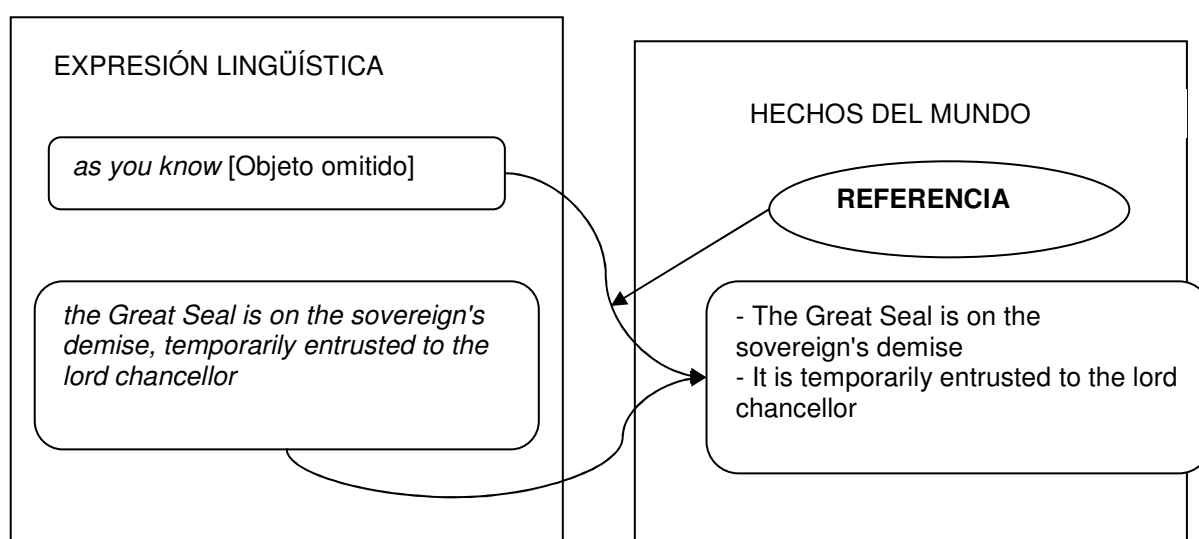 EXPRESIÓN LINGÜÍSTICA
as you know [Objeto omitido]
the Great Seal is on the sovereign's
demise, temporarily entrusted to the
lord chancellor
HECHOS DEL MUNDO
REFERENCIA
- The Great Seal is on the
sovereign's demise
- It is temporarily entrusted to the lord
chancellor